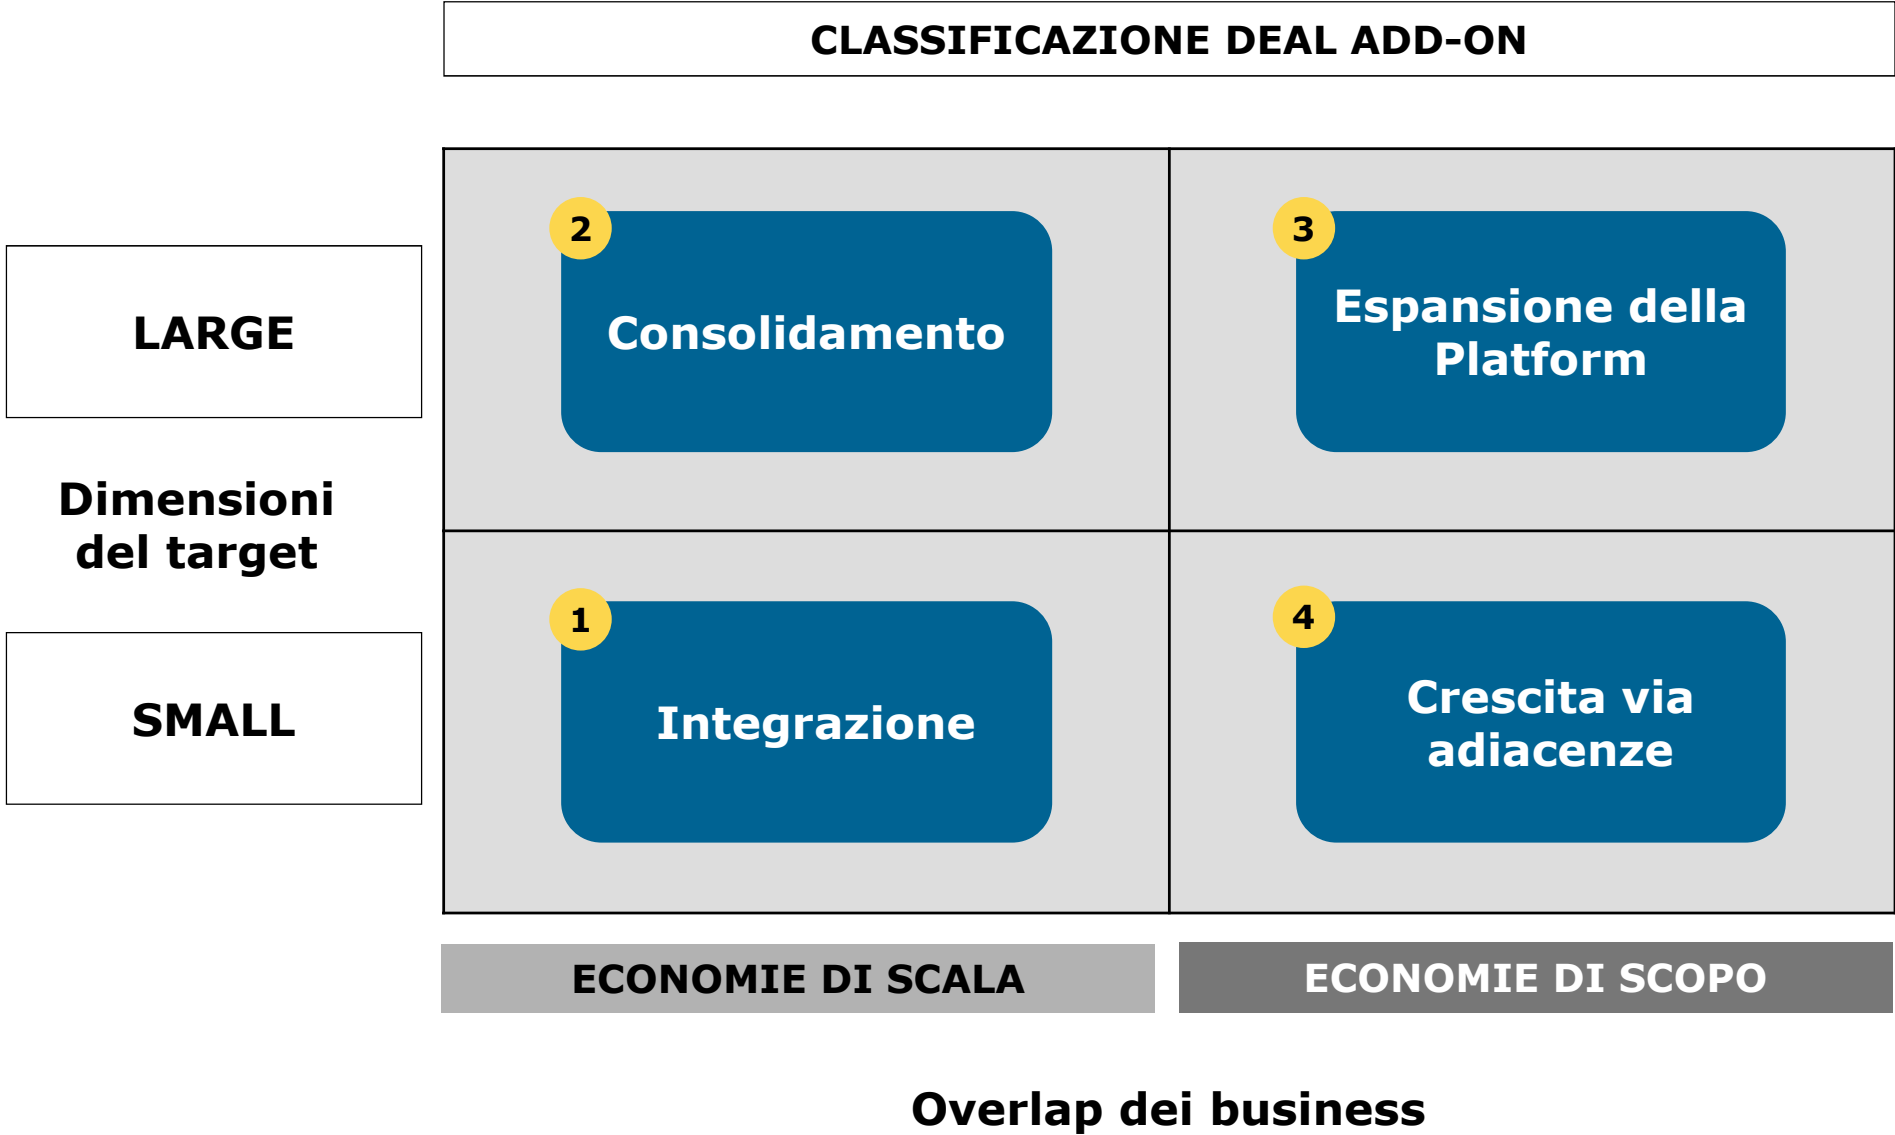 CLASSIFICAZIONE DEAL ADD-ON
2
3
LARGE
Consolidamento
Espansione della
Platform
Dimensioni
del target
1
4
SMALL
Integrazione
Crescita via
adiacenze
ECONOMIE DI SCALA
ECONOMIE DI SCOPO
Overlap dei business